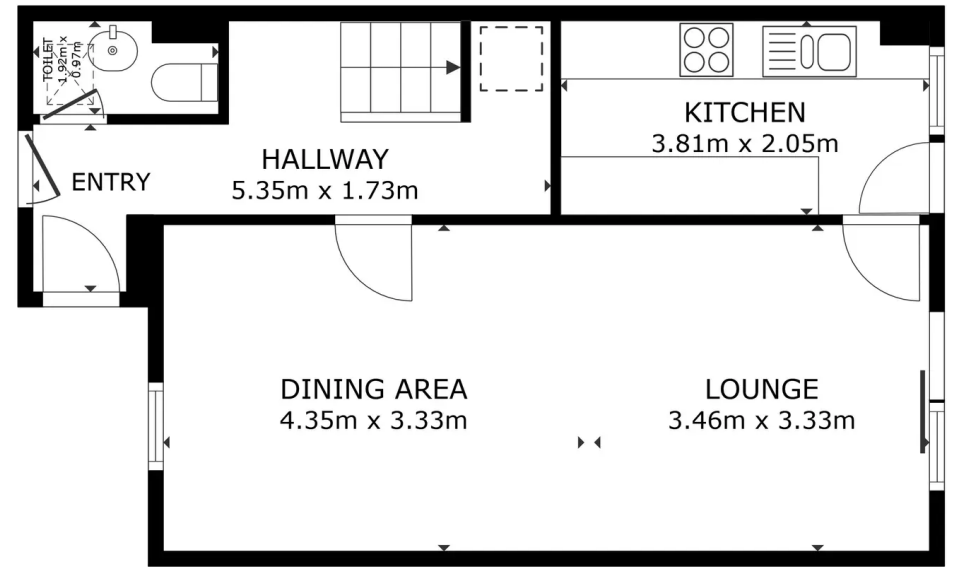 TOILET
1.92m x
0.97m
KITCHEN
3.81m x 2.05m
HALLWAY
5.35m x 1.73m
ENTRY
DINING AREA
4.35m x 3.33m
LOUNGE
3.46m x 3.33m